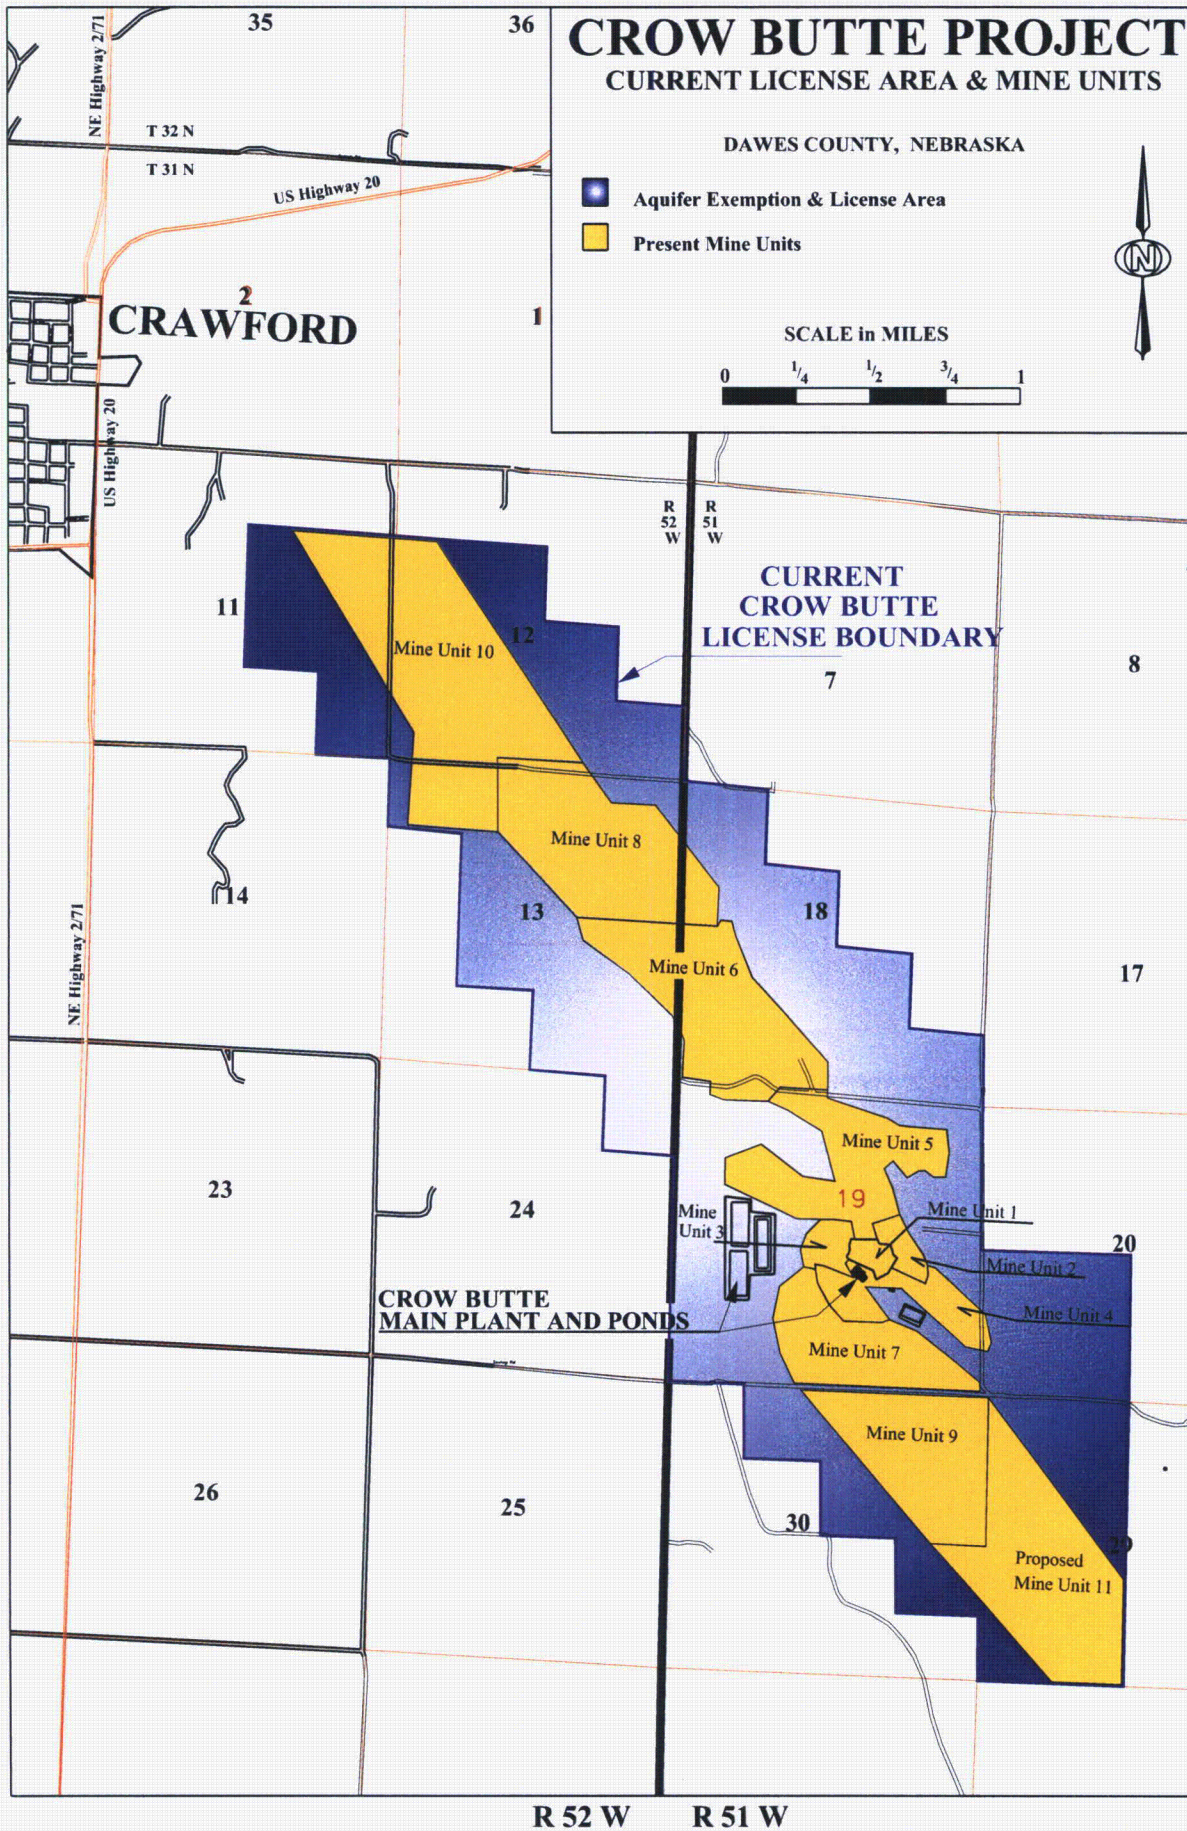 CROW BUTTE PROJECT
CURRENT LICENSE AREA & MINE UNITS
DAWES COUNTY, NEBRASKA
Aquifer Exemption & License Area
Present Mine Units
N
SCALE in MILES
0 1/4 1/2 3/4 1
35
36
NE Highway 2/71
T 32 N
T 31 N
US Highway 20
2
CRAWFORD
1
US Highway 20
R
52
W
R
51
W
CURRENT
CROW BUTTE
LICENSE BOUNDARY
11
12
Mine Unit 10
7
8
Mine Unit 8
14
13
18
17
NE Highway 2/71
Mine Unit 6
Mine Unit 5
23
24
19
Mine
Unit 3
Mine Unit 1
20
Mine Unit 2
CROW BUTTE
MAIN PLANT AND PONDS
Mine Unit 4
Mine Unit 7
Mine Unit 9
26
25
30
29
Proposed
Mine Unit 11
R 52 W
R 51 W